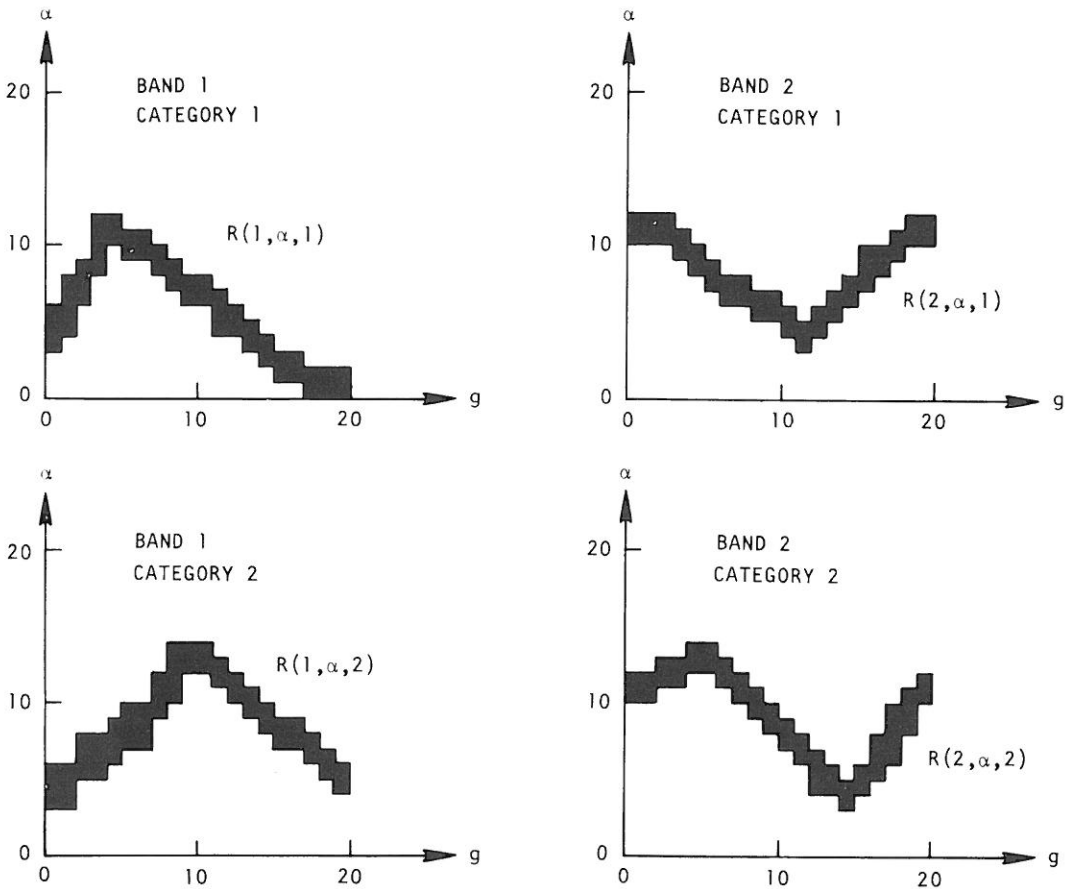 α
20
BAND 1
CATEGORY 1
10
R(1,α,1)
0
0
10
20
g
α
20
BAND 2
CATEGORY 1
10
R(2,α,1)
0
0
10
20
g
α
20
BAND 1
CATEGORY 2
R(1,α,2)
10
0
0
10
20
g
α
20
BAND 2
CATEGORY 2
10
R(2,α,2)
0
0
10
20
g